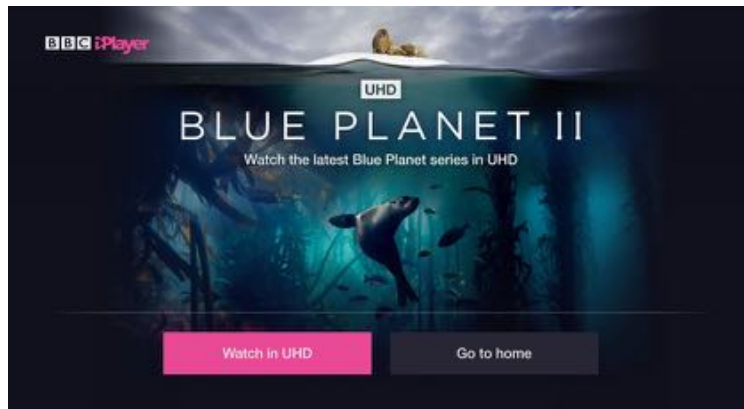 BBC iPlayer
UHD
BLUE PLANET II
Watch the latest Blue Planet series in UHD
Watch in UHD
Go to home